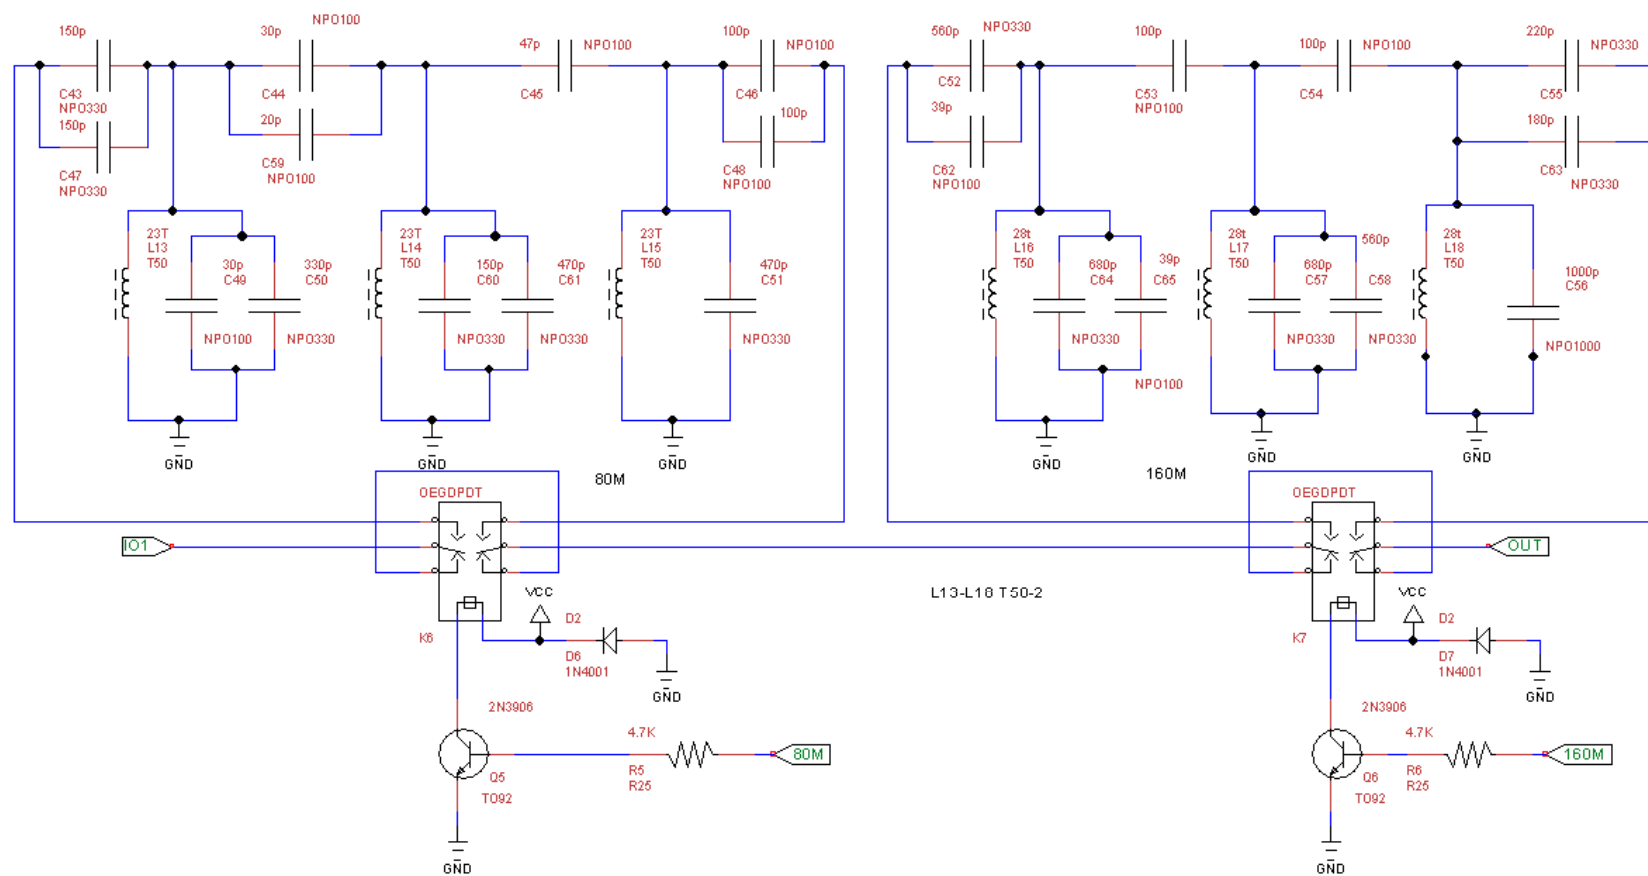 150p
C43
NPO330
150p
C47
NPO330
NPO100
30p
C44
20p
C59
NPO100
47p
NPO100
C45
100p
NPO100
C46
100p
C48
NPO100
560p
NPO330
C52
39p
C62
NPO100
100p
C53
NPO100
100p
NPO100
C54
220p
NPO330
C55
180p
C63
NPO330
23T
L13
T50
30p
C49
NPO100
330p
C50
NPO330
23T
L14
T50
150p
C60
NPO330
470p
C61
NPO330
23T
L15
T50
470p
C51
NPO330
28t
L16
T50
680p
C64
NPO330
39p
C65
NPO100
28t
L17
T50
680p
C57
NPO330
560p
C58
NPO330
28t
L18
T50
1000p
C56
NPO1000
GND
GND
GND
GND
GND
GND
80M
160M
OEGDPDT
OEGDPDT
IO1
OUT
L13-L18 T50-2
K6
VCC
D2
D6
1N4001
GND
K7
VCC
D2
D7
1N4001
GND
2N3906
4.7K
80M
Q5
TO92
R5
R25
GND
2N3906
4.7K
160M
Q6
TO92
R6
R25
GND